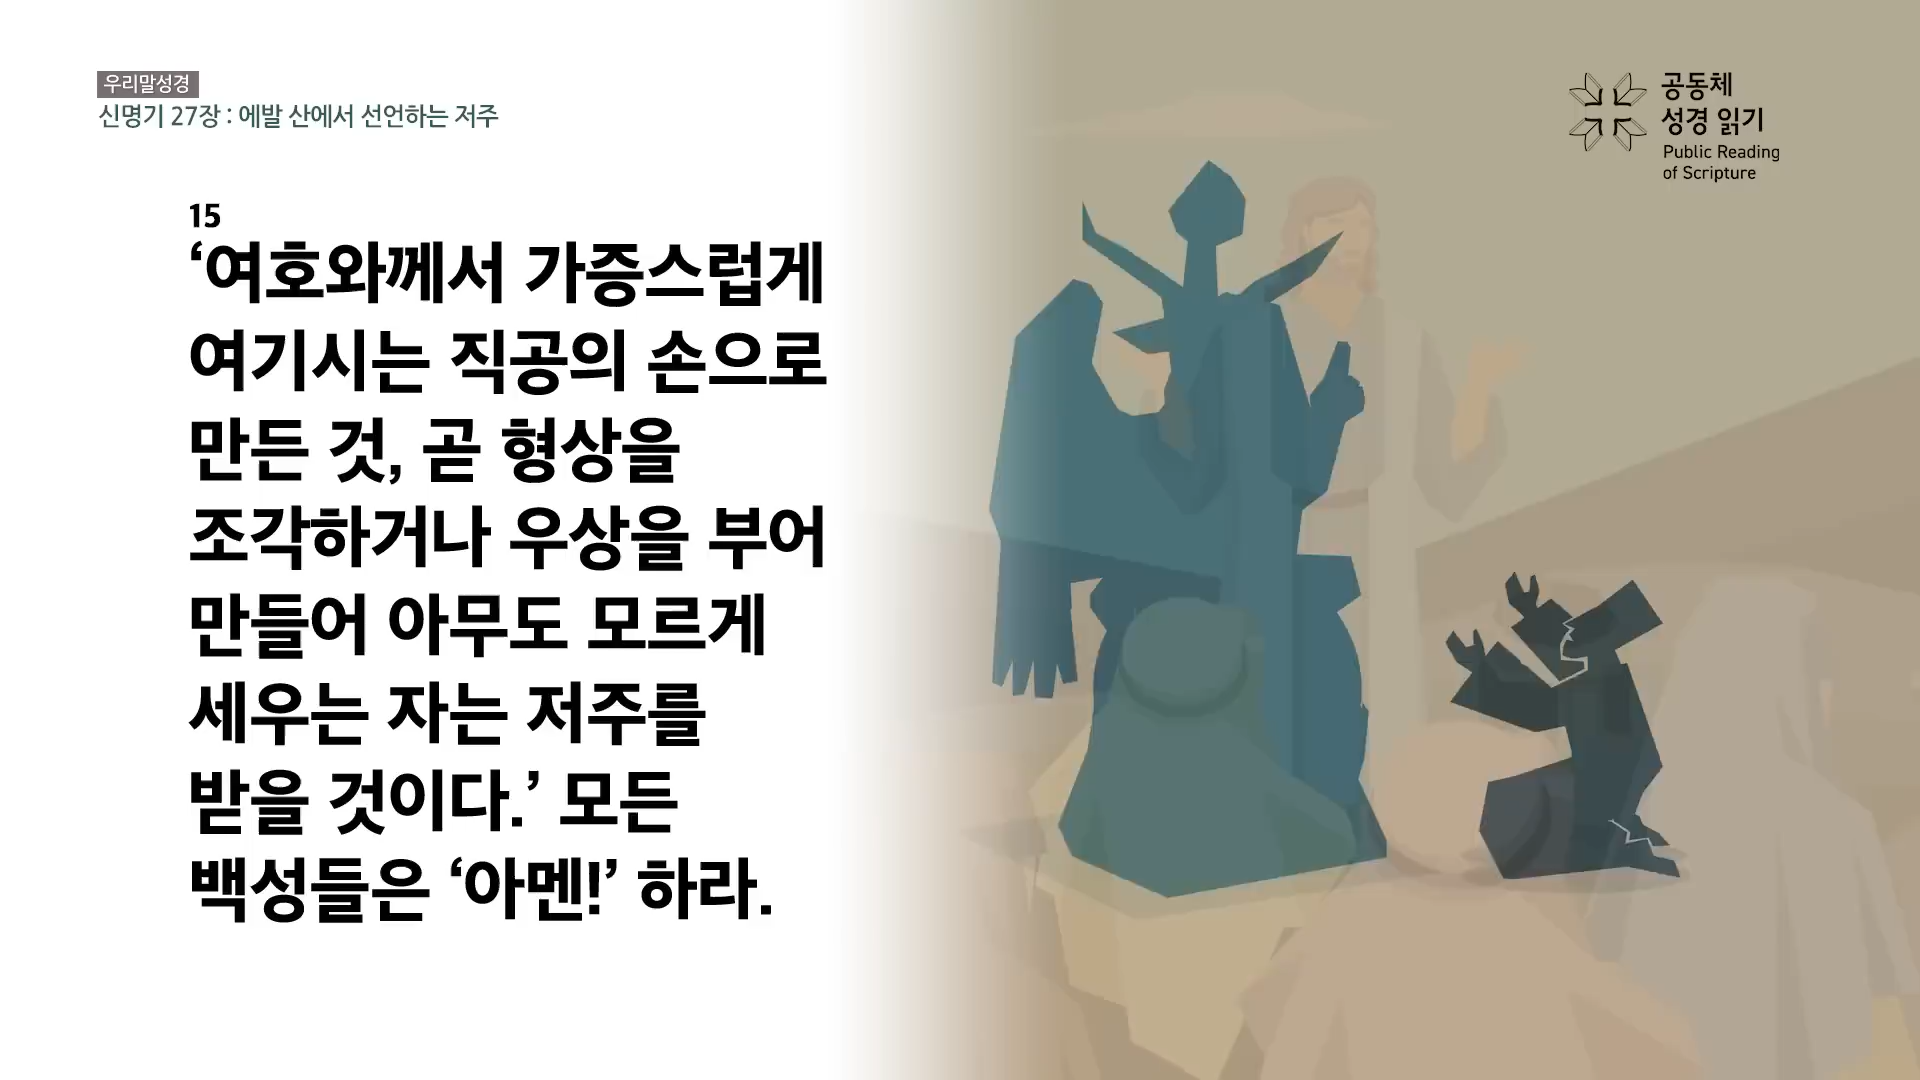 우리말성경
신명기 27장 : 에발 산에서 선언하는 저주
공동체
성경 읽기
Public Reading
of Scripture
15
‘여호와께서 가증스럽게
여기시는 직공의 손으로
만든 것, 곧 형상을
조각하거나 우상을 부어
만들어 아무도 모르게
세우는 자는 저주를
받을 것이다.’ 모든
백성들은 ‘아멘!’ 하라.